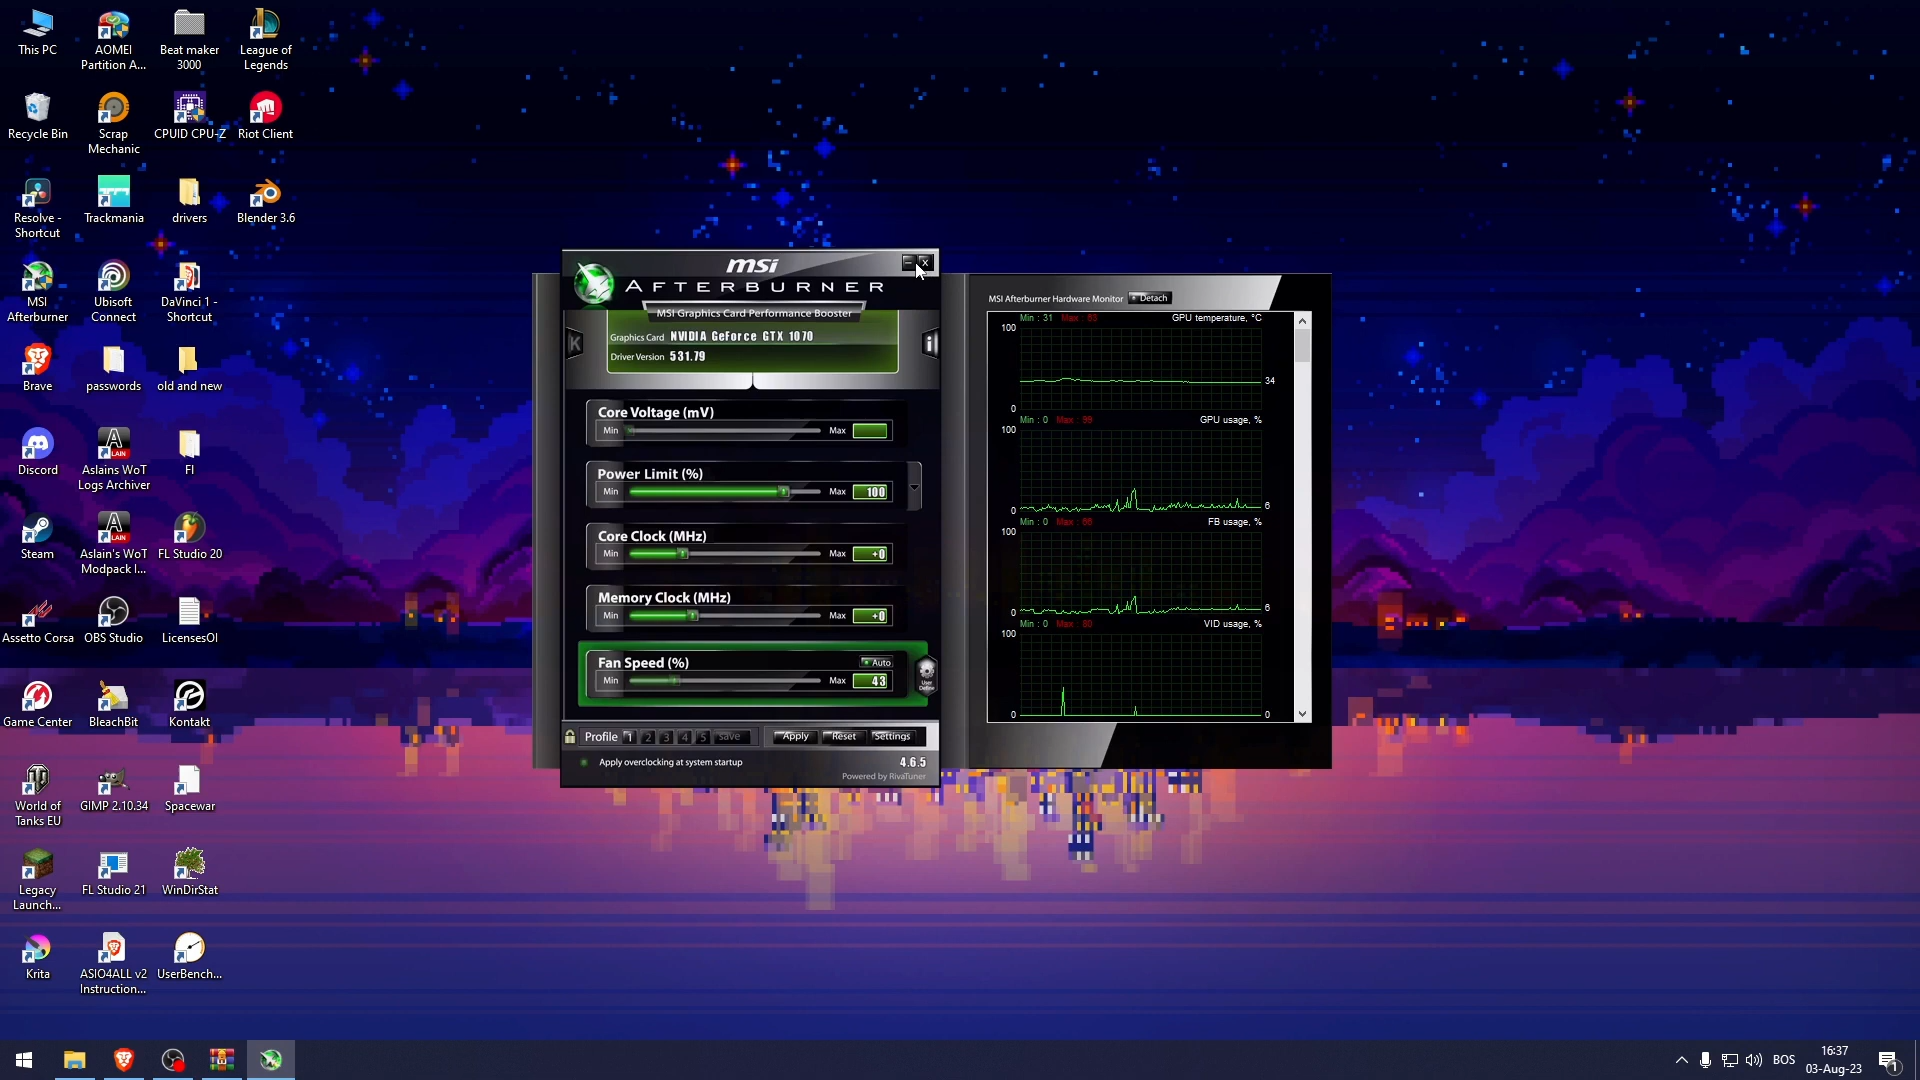 This PC
AOMEI
Partition A...
Beat maker
3000
League of
Legends
Recycle Bin
Scrap
Mechanic
CPUID CPU-Z
Riot Client
Resolve -
Shortcut
Trackmania
drivers
Blender 3.6
MSI
Afterburner
Ubisoft
Connect
DaVinci 1 -
Shortcut
Brave
passwords
old and new
Discord
Aslains WoT
Logs Archiver
Fl
Steam
Aslain's WoT
Modpack I...
FL Studio 20
Assetto Corsa
OBS Studio
LicensesOI
Game Center
BleachBit
Kontakt
World of
Tanks EU
GIMP 2.10.34
Spacewar
Legacy
Launch...
FL Studio 21
WinDirStat
Krita
ASIO4ALL v2
Instruction...
UserBench...
msi
AFTERBURNER
MSI Graphics Card Performance Booster
Graphics Card NVIDIA GeForce GTX 1070
Driver Version 531.79
K
i
Core Voltage (mV)
Min Max
Power Limit (%)
Min Max 100
Core Clock (MHz)
Min Max +0
Memory Clock (MHz)
Min Max +0
Fan Speed (%)
Auto
Min Max 43
User
Define
Profile 1 2 3 4 5 save
Apply Reset Settings
Apply overclocking at system startup
4.6.5
Powered by RivaTuner
MSI Afterburner Hardware Monitor Detach
Min : 31 GPU temperature, °C
100
34
0
Min : 0 GPU usage, %
100
6
0
Min : 0 FB usage, %
100
6
0
Min : 0 VID usage, %
100
0
0
BOS
16:37
03-Aug-23
1